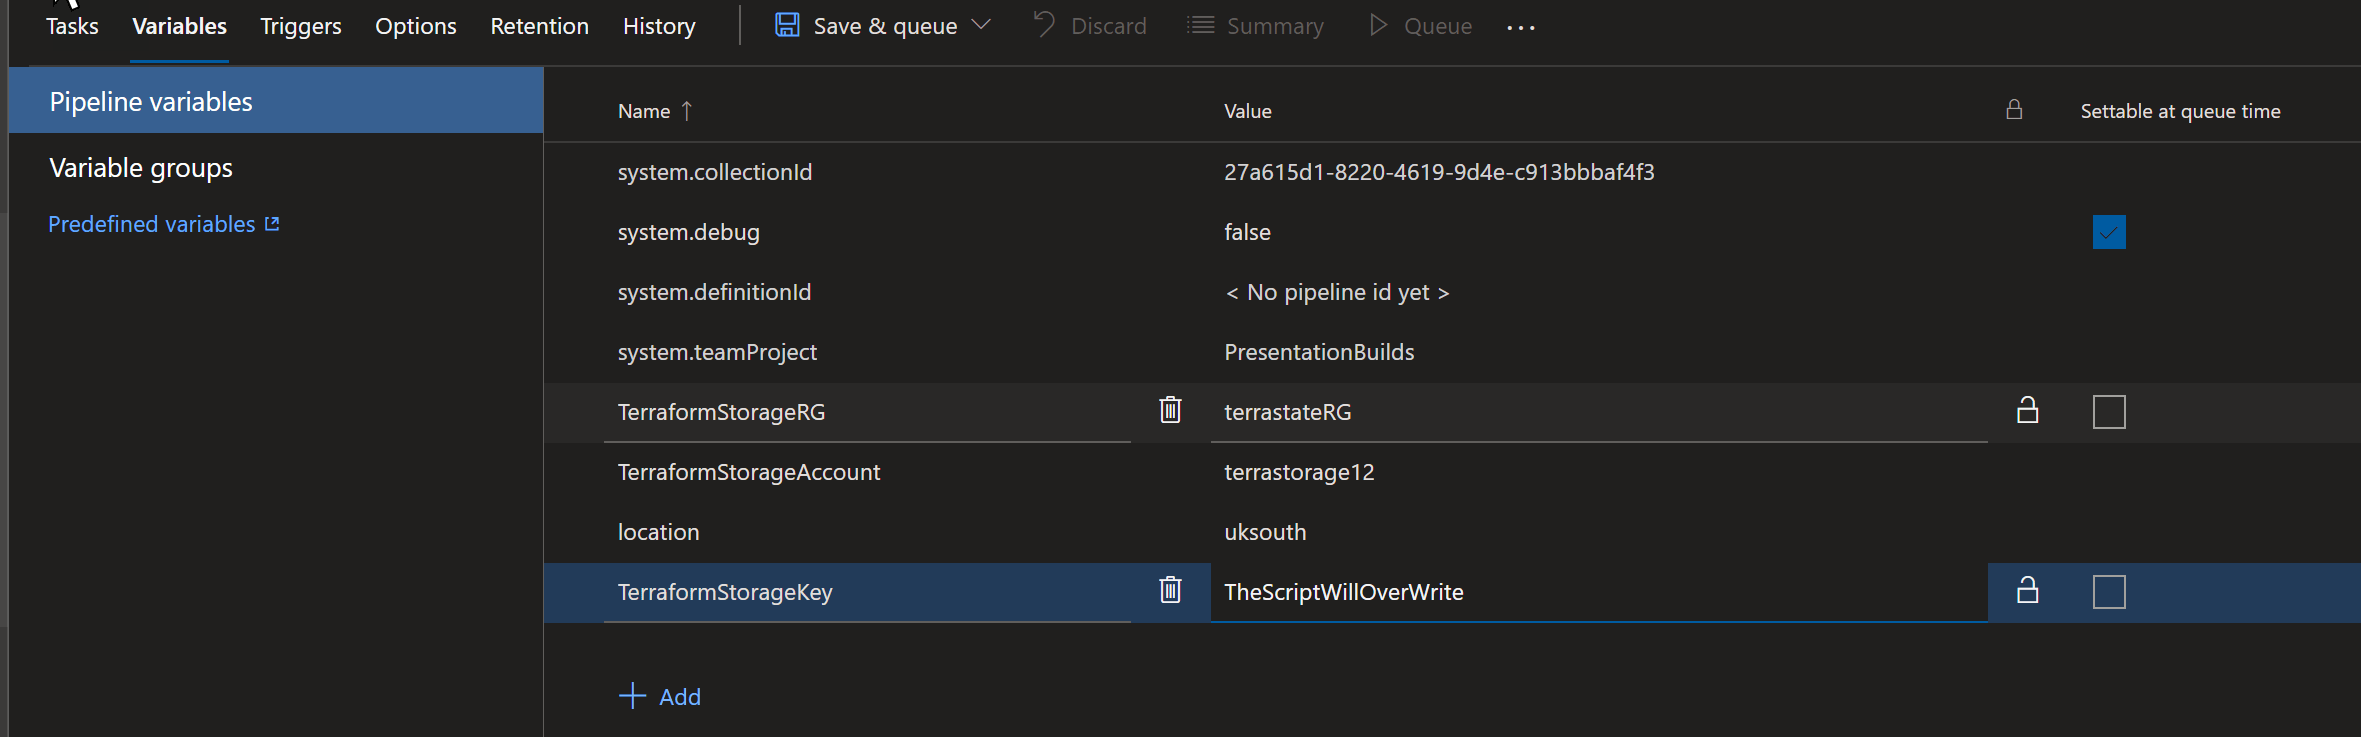 Tasks Variables Triggers Options Retention History Save & queue Discard Summary Queue ...
Pipeline variables
Variable groups
Predefined variables
Name ↑ Value Settable at queue time
system.collectionId 27a615d1-8220-4619-9d4e-c913bbbaf4f3
system.debug false
system.definitionId < No pipeline id yet >
system.teamProject PresentationBuilds
TerraformStorageRG terrastateRG
TerraformStorageAccount terrastorage12
location uksouth
TerraformStorageKey TheScriptWillOverWrite
+ Add